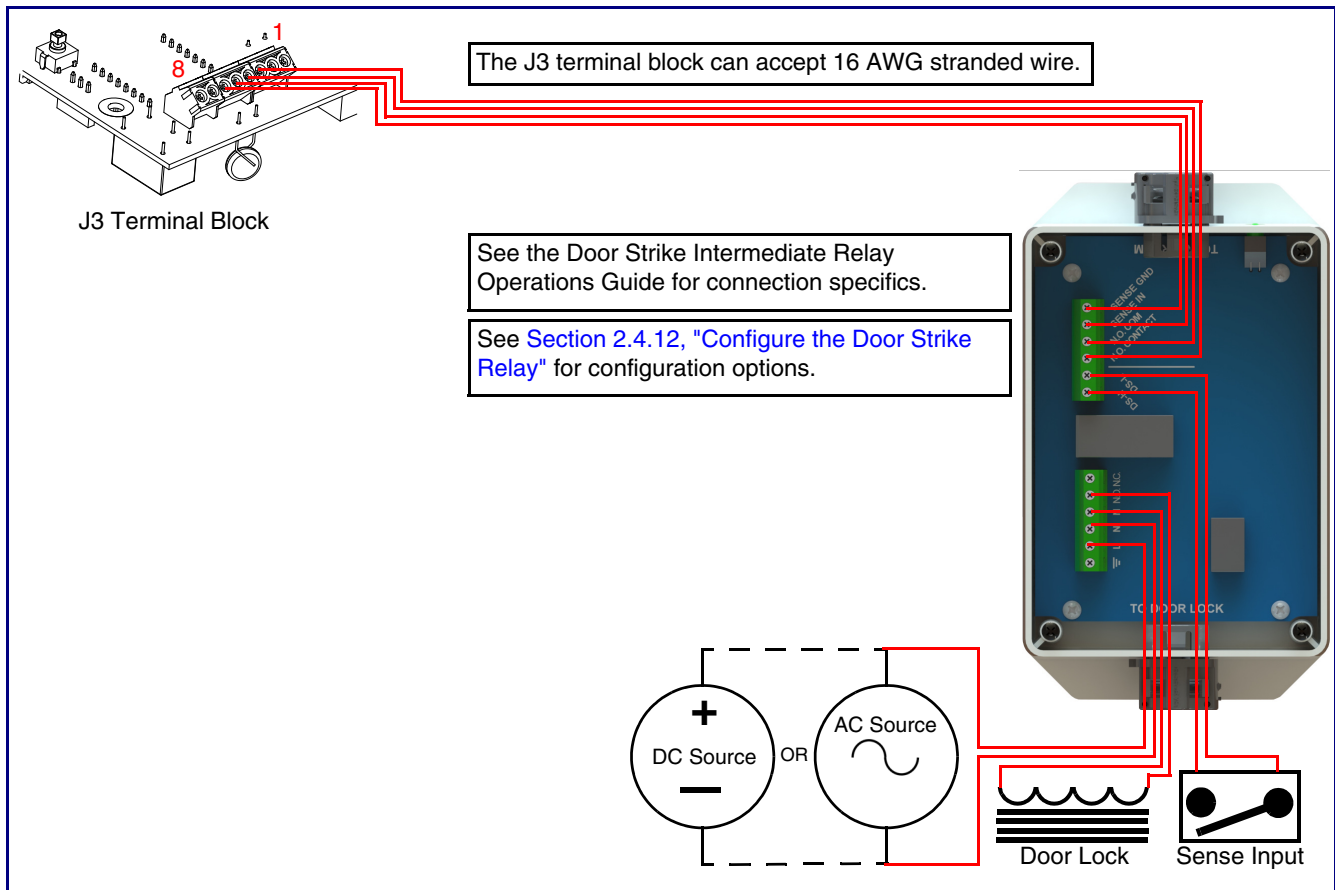 1
8
The J3 terminal block can accept 16 AWG stranded wire.
J3 Terminal Block
See the Door Strike Intermediate Relay
Operations Guide for connection specifics.
See Section 2.4.12, "Configure the Door Strike
Relay" for configuration options.
SENSE GND
SENSE IN
N.O. COM
N.O. CONTACT
DS1
N.C.
N.O.
N
N
L
TO DOOR LOCK
+
DC Source
—
OR
AC Source
Door Lock
Sense Input